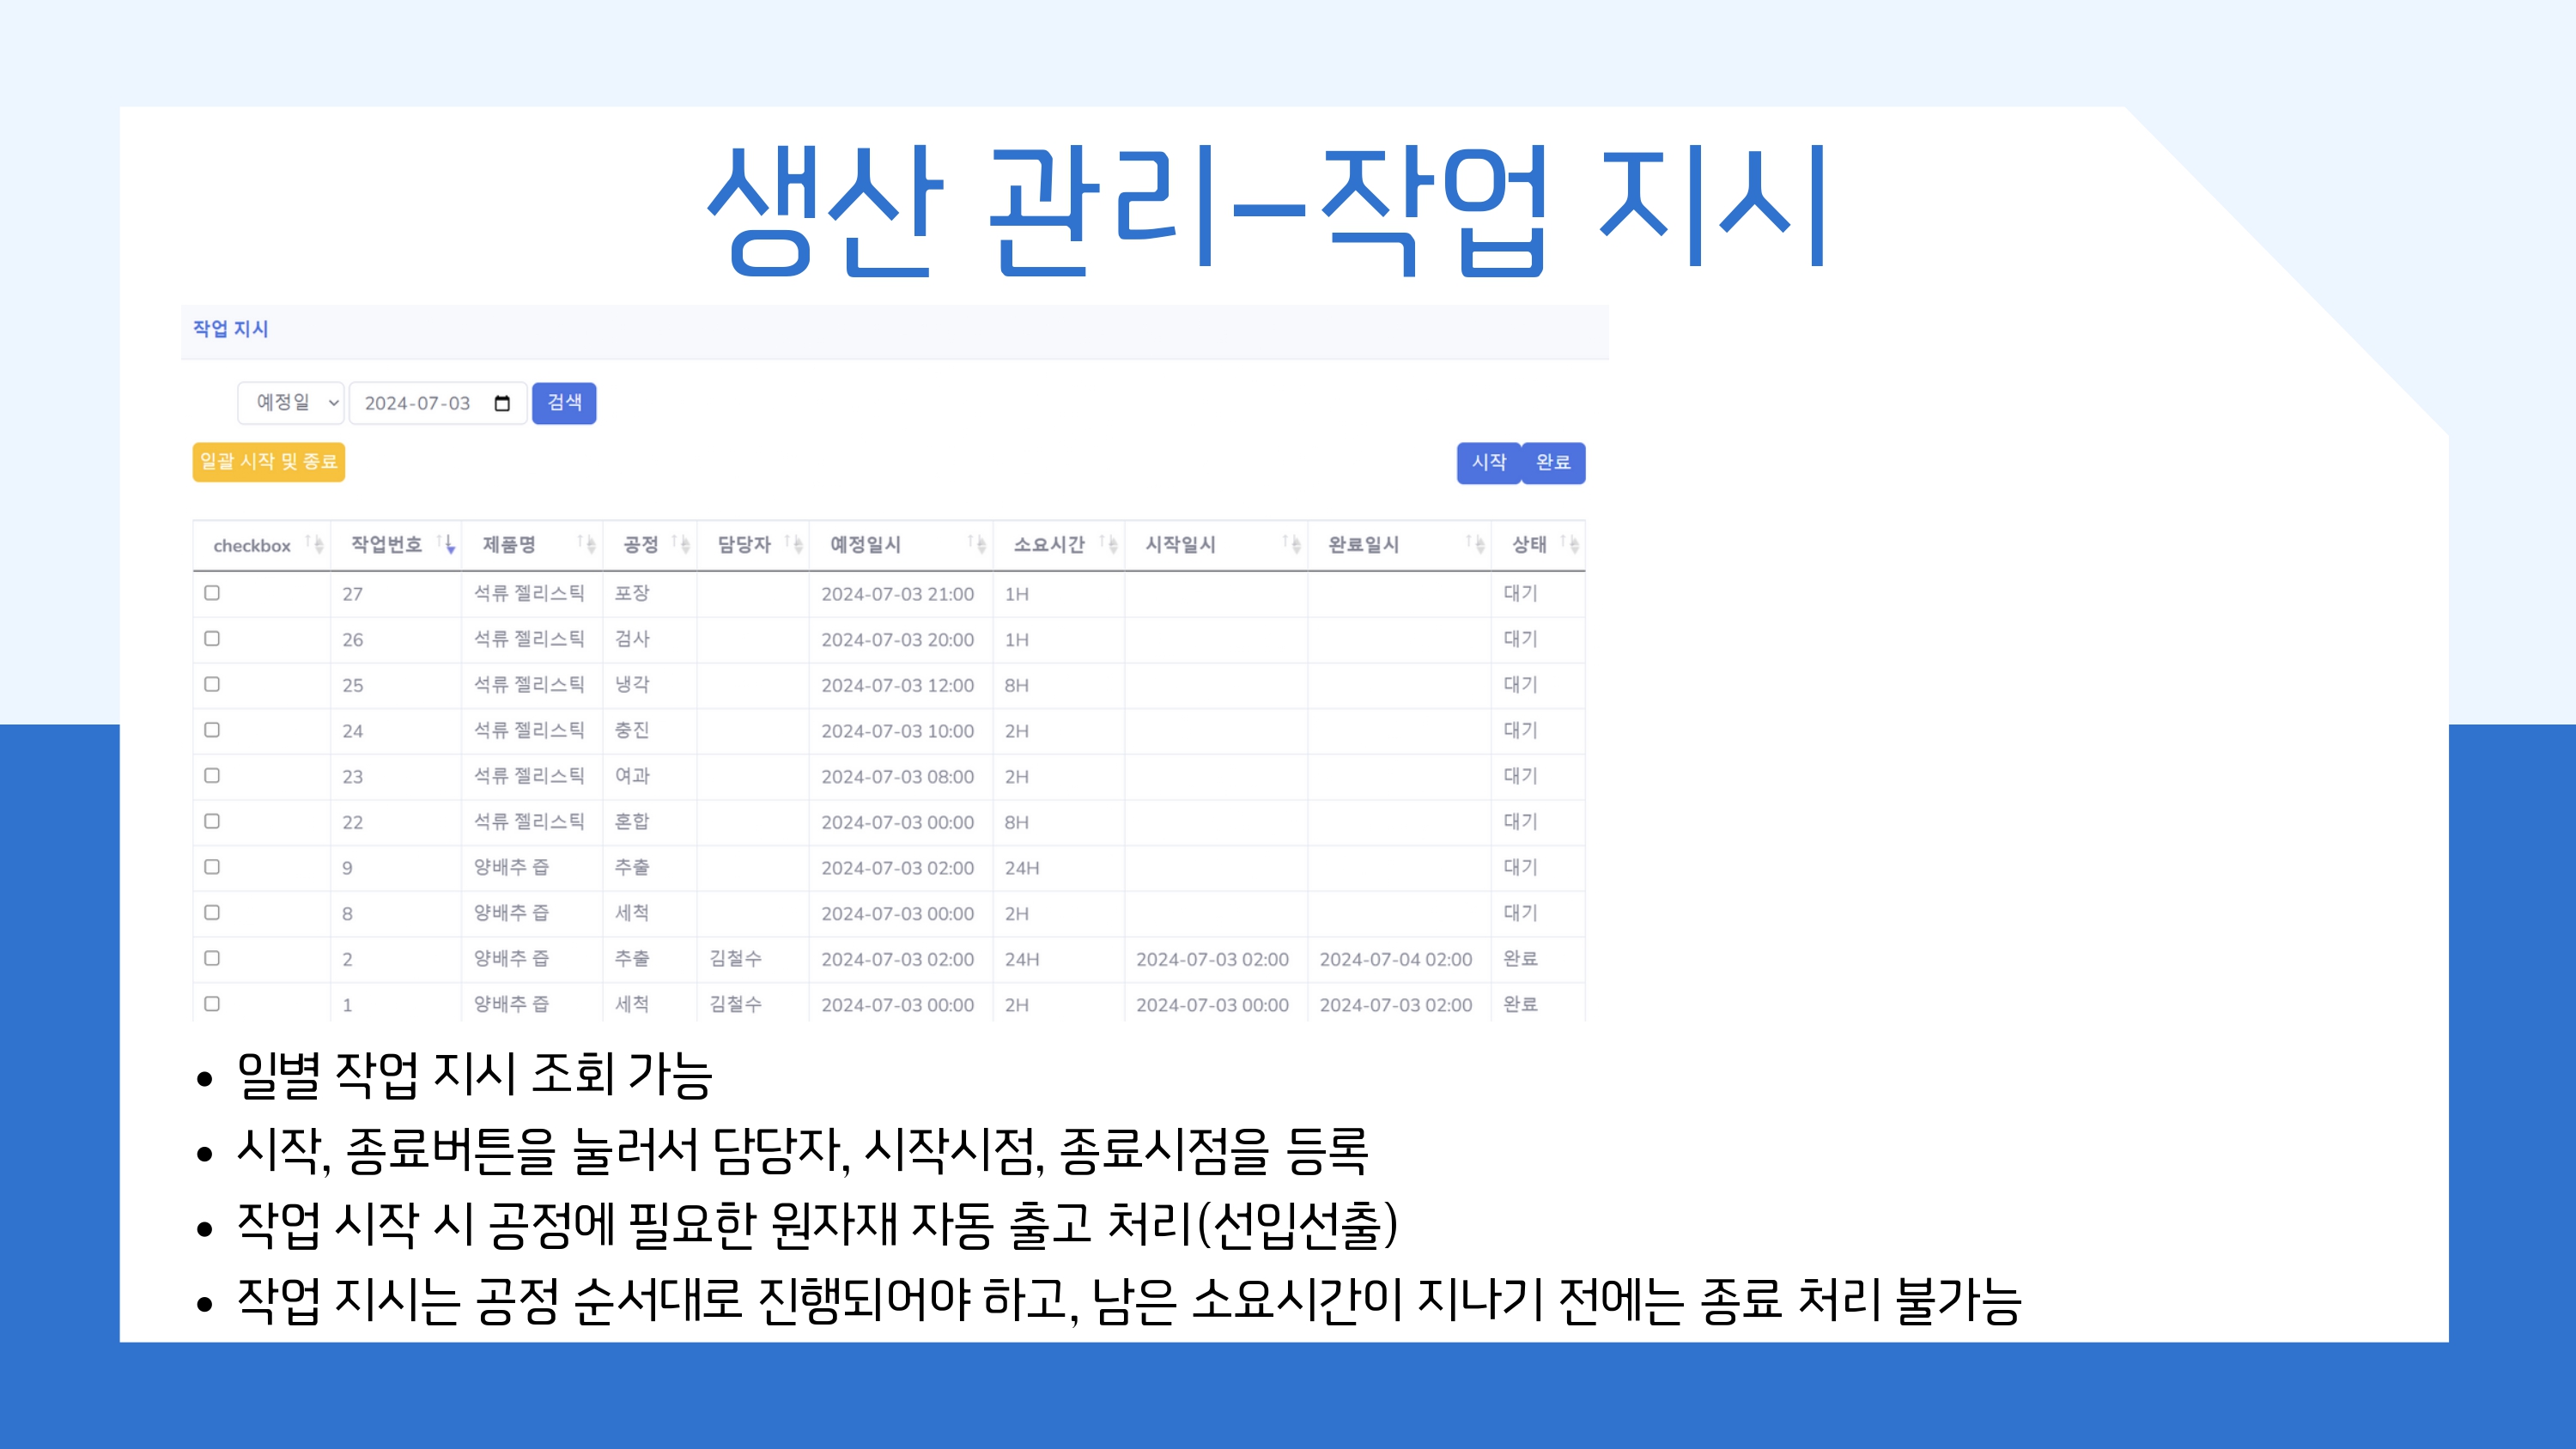 생산 관리-작업 지시
작업 지시
예정일 2024-07-03 검색
일괄 시작 및 종료 시작 완료
checkbox 작업번호 제품명 공정 담당자 예정일시 소요시간 시작일시 완료일시 상태
27 석류 젤리스틱 포장 2024-07-03 21:00 1H 대기
26 석류 젤리스틱 검사 2024-07-03 20:00 1H 대기
25 석류 젤리스틱 냉각 2024-07-03 12:00 8H 대기
24 석류 젤리스틱 충진 2024-07-03 10:00 2H 대기
23 석류 젤리스틱 여과 2024-07-03 08:00 2H 대기
22 석류 젤리스틱 혼합 2024-07-03 00:00 8H 대기
9 양배추 즙 추출 2024-07-03 02:00 24H 대기
8 양배추 즙 세척 2024-07-03 00:00 2H 대기
2 양배추 즙 추출 김철수 2024-07-03 02:00 24H 2024-07-03 02:00 2024-07-04 02:00 완료
1 양배추 즙 세척 김철수 2024-07-03 00:00 2H 2024-07-03 00:00 2024-07-03 02:00 완료
• 일별 작업 지시 조회 가능
• 시작, 종료버튼을 눌러서 담당자, 시작시점, 종료시점을 등록
• 작업 시작 시 공정에 필요한 원자재 자동 출고 처리(선입선출)
• 작업 지시는 공정 순서대로 진행되어야 하고, 남은 소요시간이 지나기 전에는 종료 처리 불가능